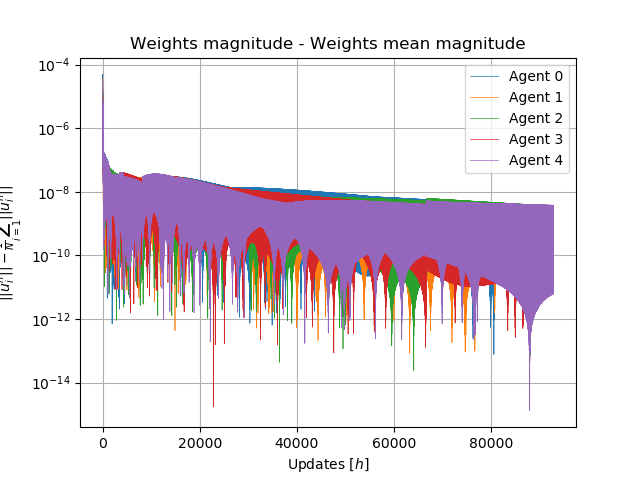 Weights magnitude - Weights mean magnitude
10⁻⁴
10⁻⁶
10⁻⁸
10⁻¹⁰
10⁻¹²
10⁻¹⁴
0 20000 40000 60000 80000
Updates [h]
Agent 0
Agent 1
Agent 2
Agent 3
Agent 4